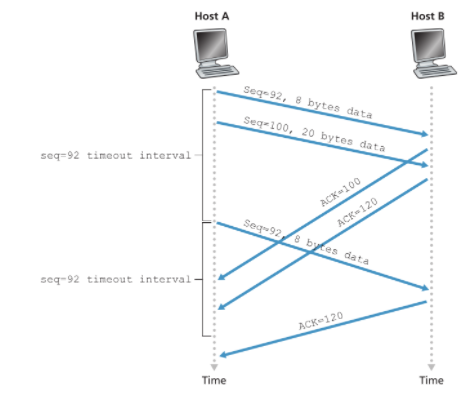 Host A
Host B
Seq=92, 8 bytes data
Seq=100, 20 bytes data
seq=92 timeout interval
ACK=100
ACK=120
Seq=92, 8 bytes data
seq=92 timeout interval
ACK=120
Time
Time